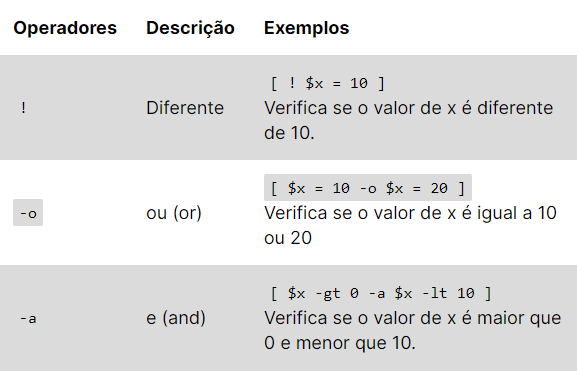 Operadores Descrição Exemplos
! Diferente [ ! $x = 10 ]
Verifica se o valor de x é diferente
de 10.
-o ou (or) [ $x = 10 -o $x = 20 ]
Verifica se o valor de x é igual a 10
ou 20
-a e (and) [ $x -gt 0 -a $x -lt 10 ]
Verifica se o valor de x é maior que
0 e menor que 10.